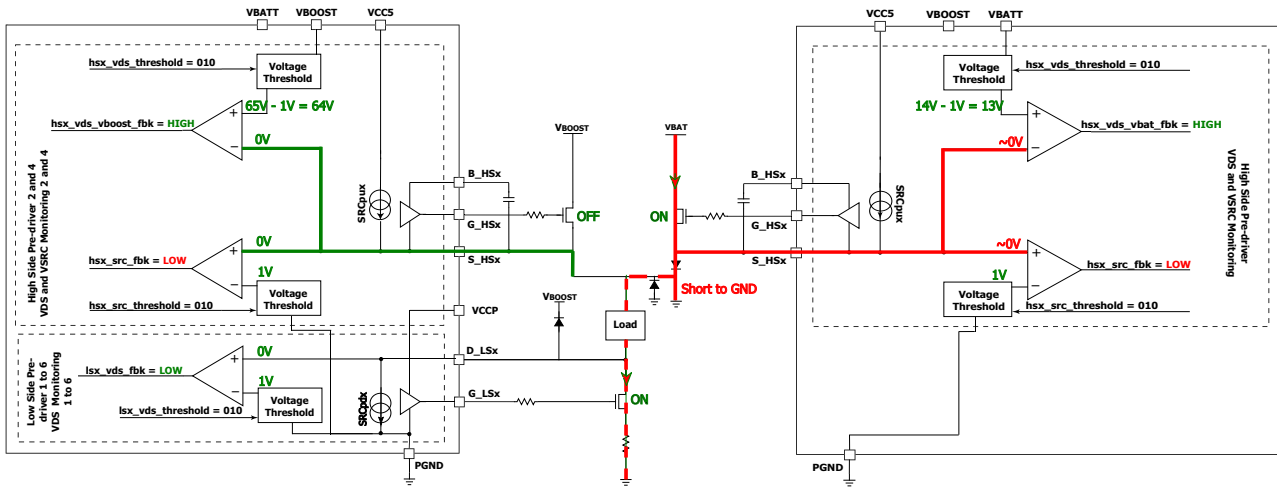 VBATT
VBOOST
VCC5
VCC5
VBOOST
VBATT
hsx_vds_threshold = 010
Voltage
Threshold
65V - 1V = 64V
hsx_vds_vboost_fbk = HIGH
+
−
0V
High Side Pre-driver 2 and 4
VDS and VSRC Monitoring 2 and 4
SRCpux
B_HSx
G_HSx
S_HSx
VBOOST
OFF
0V
+
−
hsx_src_fbk = LOW
1V
hsx_src_threshold = 010
Voltage
Threshold
VCCP
D_LSx
G_LSx
VBOOST
Low Side Pre-
driver 1 to 6
VDS Monitoring
1 to 6
0V
+
−
lsx_vds_fbk = LOW
1V
lsx_vds_threshold = 010
Voltage
Threshold
SRCpdx
PGND
Load
ON
VBAT
ON
Short to GND
B_HSx
G_HSx
S_HSx
SRCpux
Voltage
Threshold
hsx_vds_threshold = 010
14V - 1V = 13V
+
−
hsx_vds_vbat_fbk = HIGH
~0V
High Side Pre-driver
VDS and VSRC Monitoring
~0V
+
−
hsx_src_fbk = LOW
1V
Voltage
Threshold
hsx_src_threshold = 010
PGND